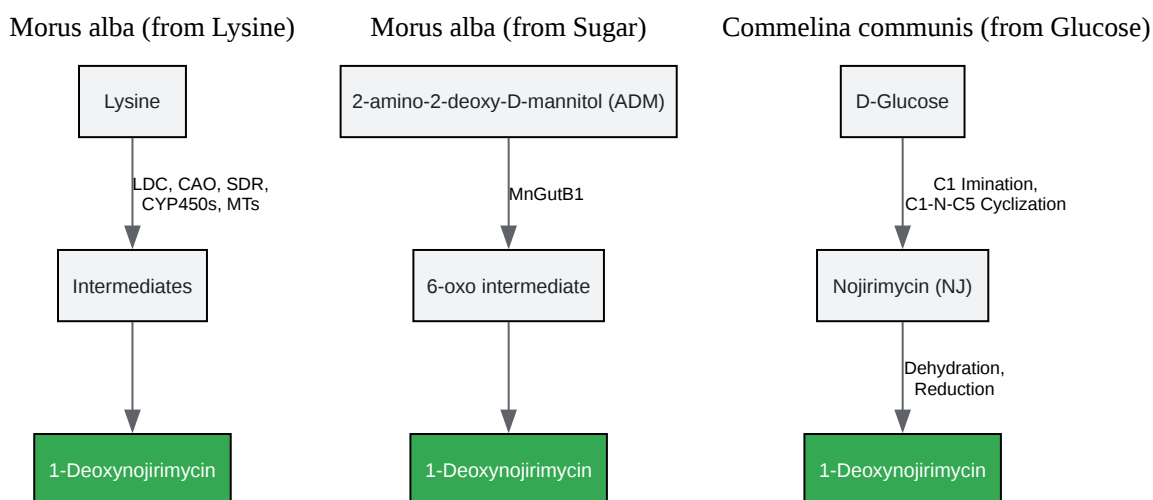 Morus alba (from Lysine)
Lysine
LDC, CAO, SDR,
CYP450s, MTs
Intermediates
1-Deoxynojirimycin
Morus alba (from Sugar)
2-amino-2-deoxy-D-mannitol (ADM)
MnGutB1
6-oxo intermediate
1-Deoxynojirimycin
Commelina communis (from Glucose)
D-Glucose
C1 Imination,
C1-N-C5 Cyclization
Nojirimycin (NJ)
Dehydration,
Reduction
1-Deoxynojirimycin